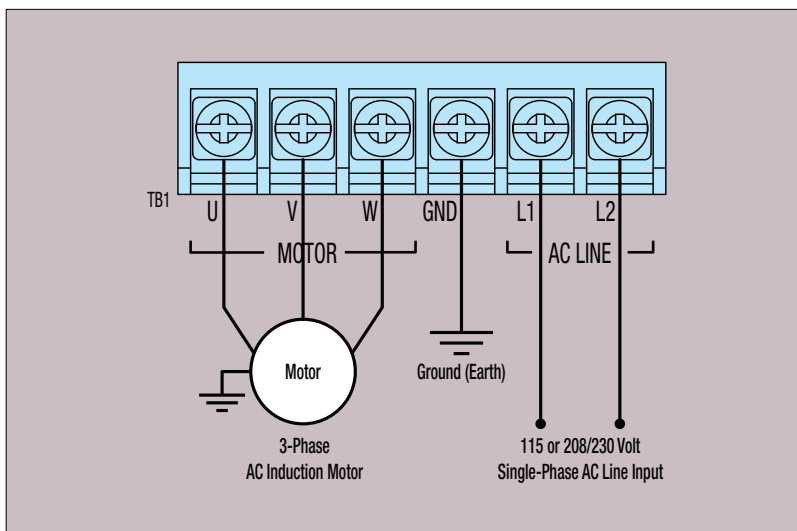 TB1
U V W GND L1 L2
MOTOR AC LINE
Motor
Ground (Earth)
3-Phase
AC Induction Motor
115 or 208/230 Volt
Single-Phase AC Line Input